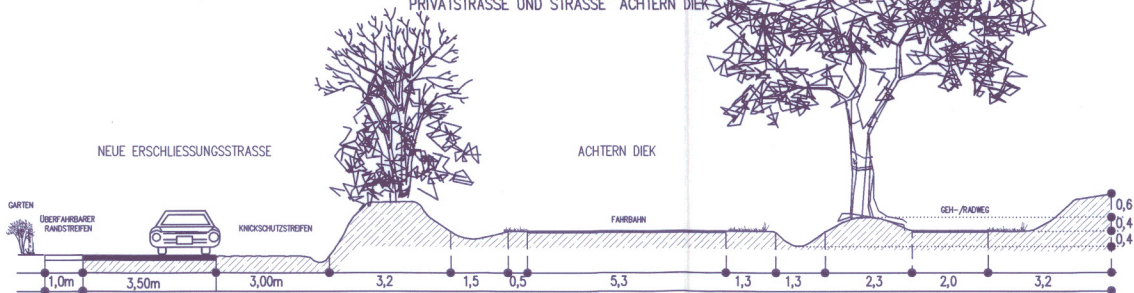 PRIVATSTRASSE UND STRASSE ACHTERN DIEK
NEUE ERSCHLIESSUNGSSTRASSE
ACHTERN DIEK
GARTEN
ÜBERFAHRBARER
RANDSTREIFEN
KNICKSCHUTZSTREIFEN
FAHRBAHN
GEH-/RADWEG
0,6
0,4
0,4
1,0m 3,50m 3,00m 3,2 1,5 0,5 5,3 1,3 1,3 2,3 2,0 3,2